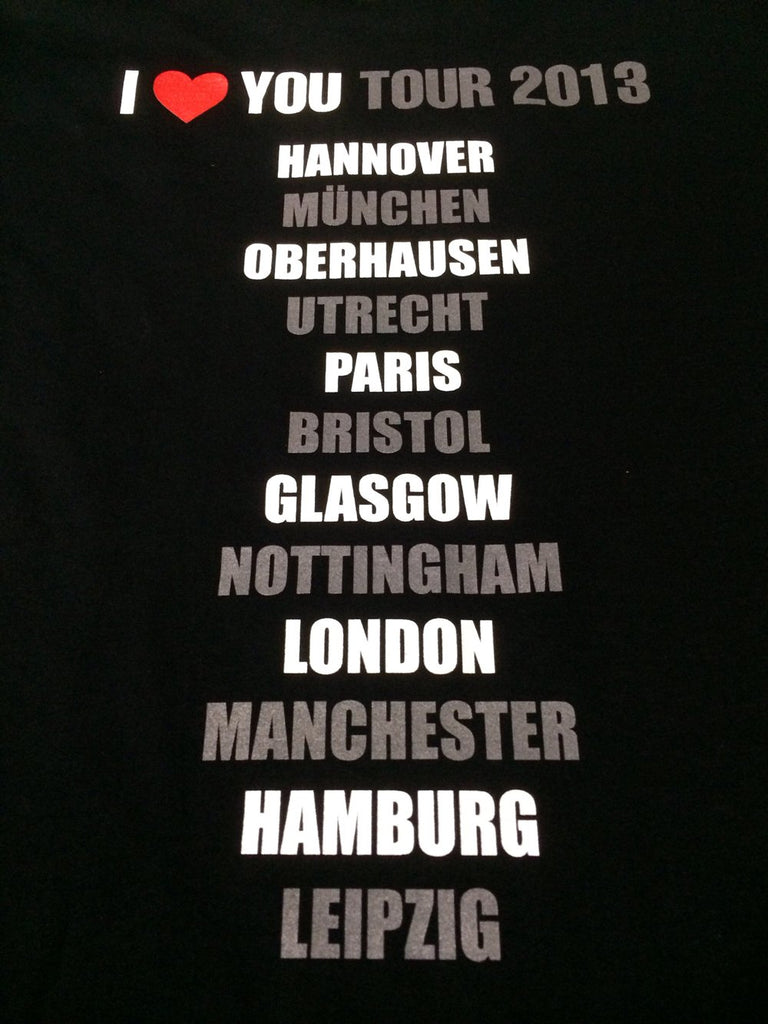 I ❤ YOU TOUR 2013
HANNOVER
MÜNCHEN
OBERHAUSEN
UTRECHT
PARIS
BRISTOL
GLASGOW
NOTTINGHAM
LONDON
MANCHESTER
HAMBURG
LEIPZIG